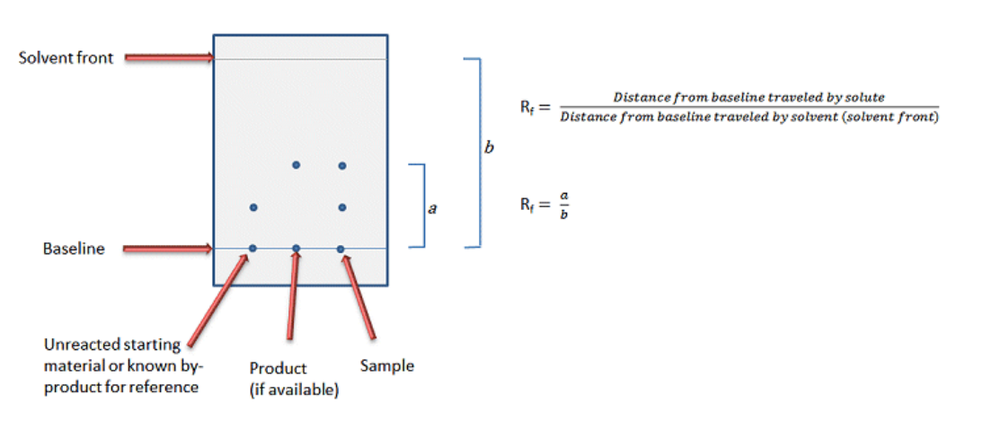 Solvent front
Distance from baseline traveled by solute
Rf =
Distance from baseline traveled by solvent (solvent front)
b
a
Rf = a
b
Baseline
Unreacted starting
material or known by-
product for reference
Product
(if available)
Sample